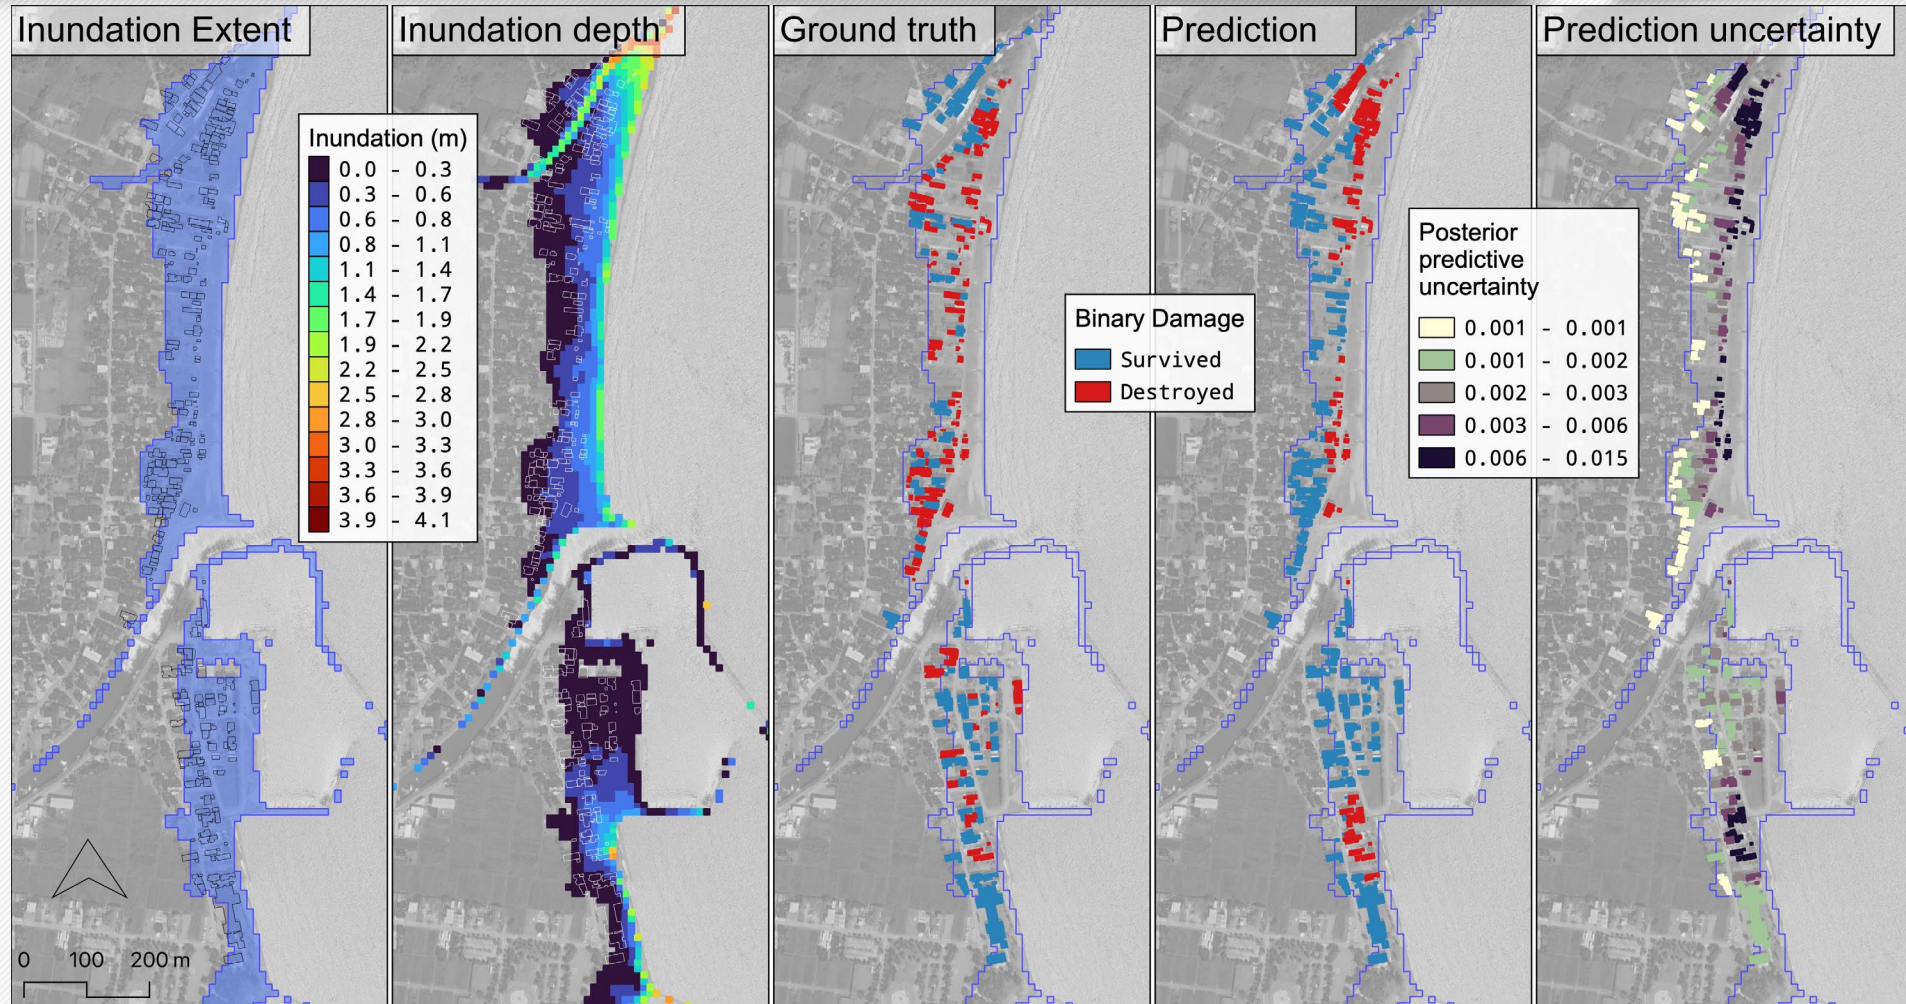 Inundation Extent
Inundation depth
Ground truth
Prediction
Prediction uncertainty
Inundation (m)
0.0 - 0.3
0.3 - 0.6
0.6 - 0.8
0.8 - 1.1
1.1 - 1.4
1.4 - 1.7
1.7 - 1.9
1.9 - 2.2
2.2 - 2.5
2.5 - 2.8
2.8 - 3.0
3.0 - 3.3
3.3 - 3.6
3.6 - 3.9
3.9 - 4.1
Binary Damage
Survived
Destroyed
Posterior
predictive
uncertainty
0.001 - 0.001
0.001 - 0.002
0.002 - 0.003
0.003 - 0.006
0.006 - 0.015
0 100 200 m